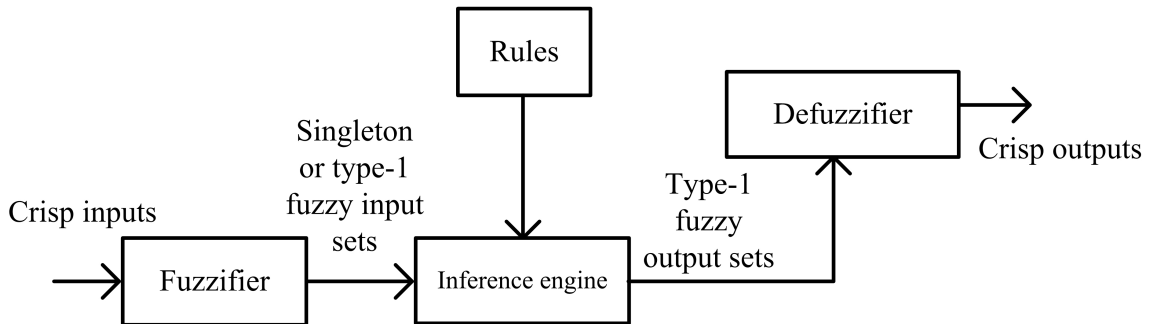 Rules
Defuzzifier
Crisp outputs
Singleton
or type-1
fuzzy input
sets
Type-1
fuzzy
output sets
Crisp inputs
Fuzzifier
Inference engine